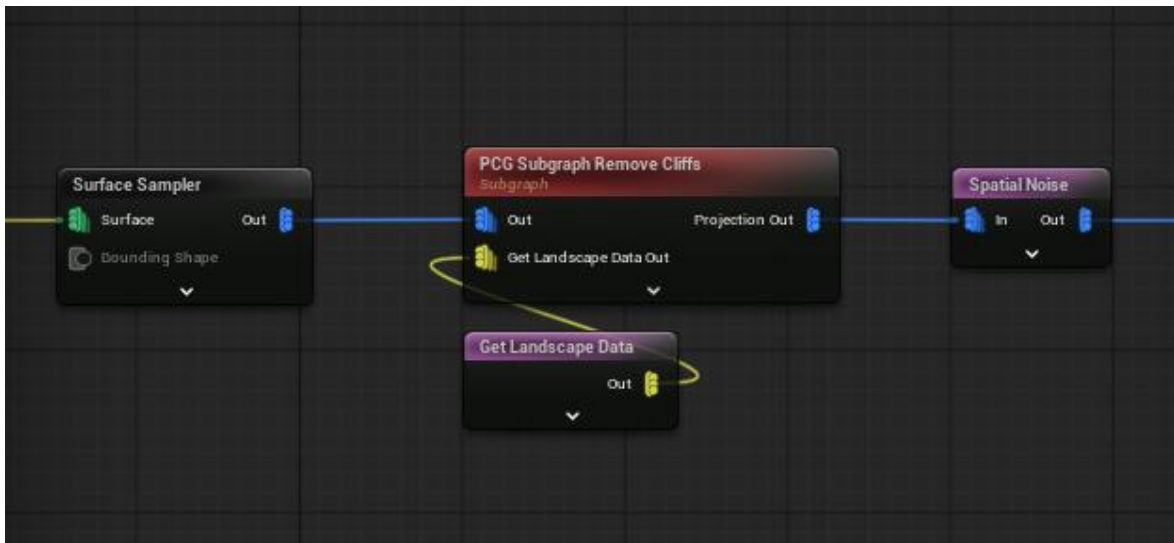 Surface Sampler
Surface
Out
Bounding Shape
PCG Subgraph Remove Cliffs
Subgraph
Out
Projection Out
Get Landscape Data Out
Get Landscape Data
Out
Spatial Noise
In
Out